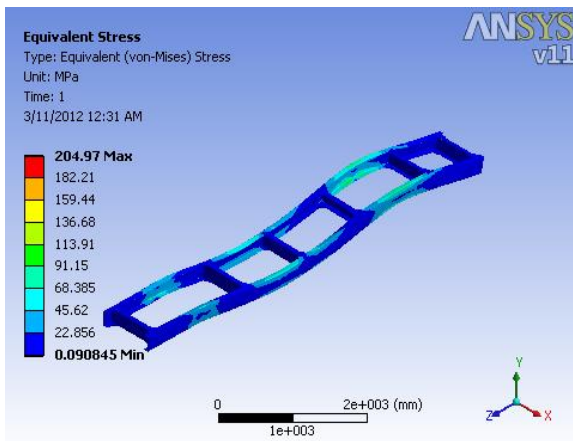 Equivalent Stress
Type: Equivalent (von-Mises) Stress
Unit: MPa
Time: 1
3/11/2012 12:31 AM
ANSYS
v11
204.97 Max
182.21
159.44
136.68
113.91
91.15
68.385
45.62
22.856
0.090845 Min
0 2e+003 (mm)
1e+003
Y
Z X